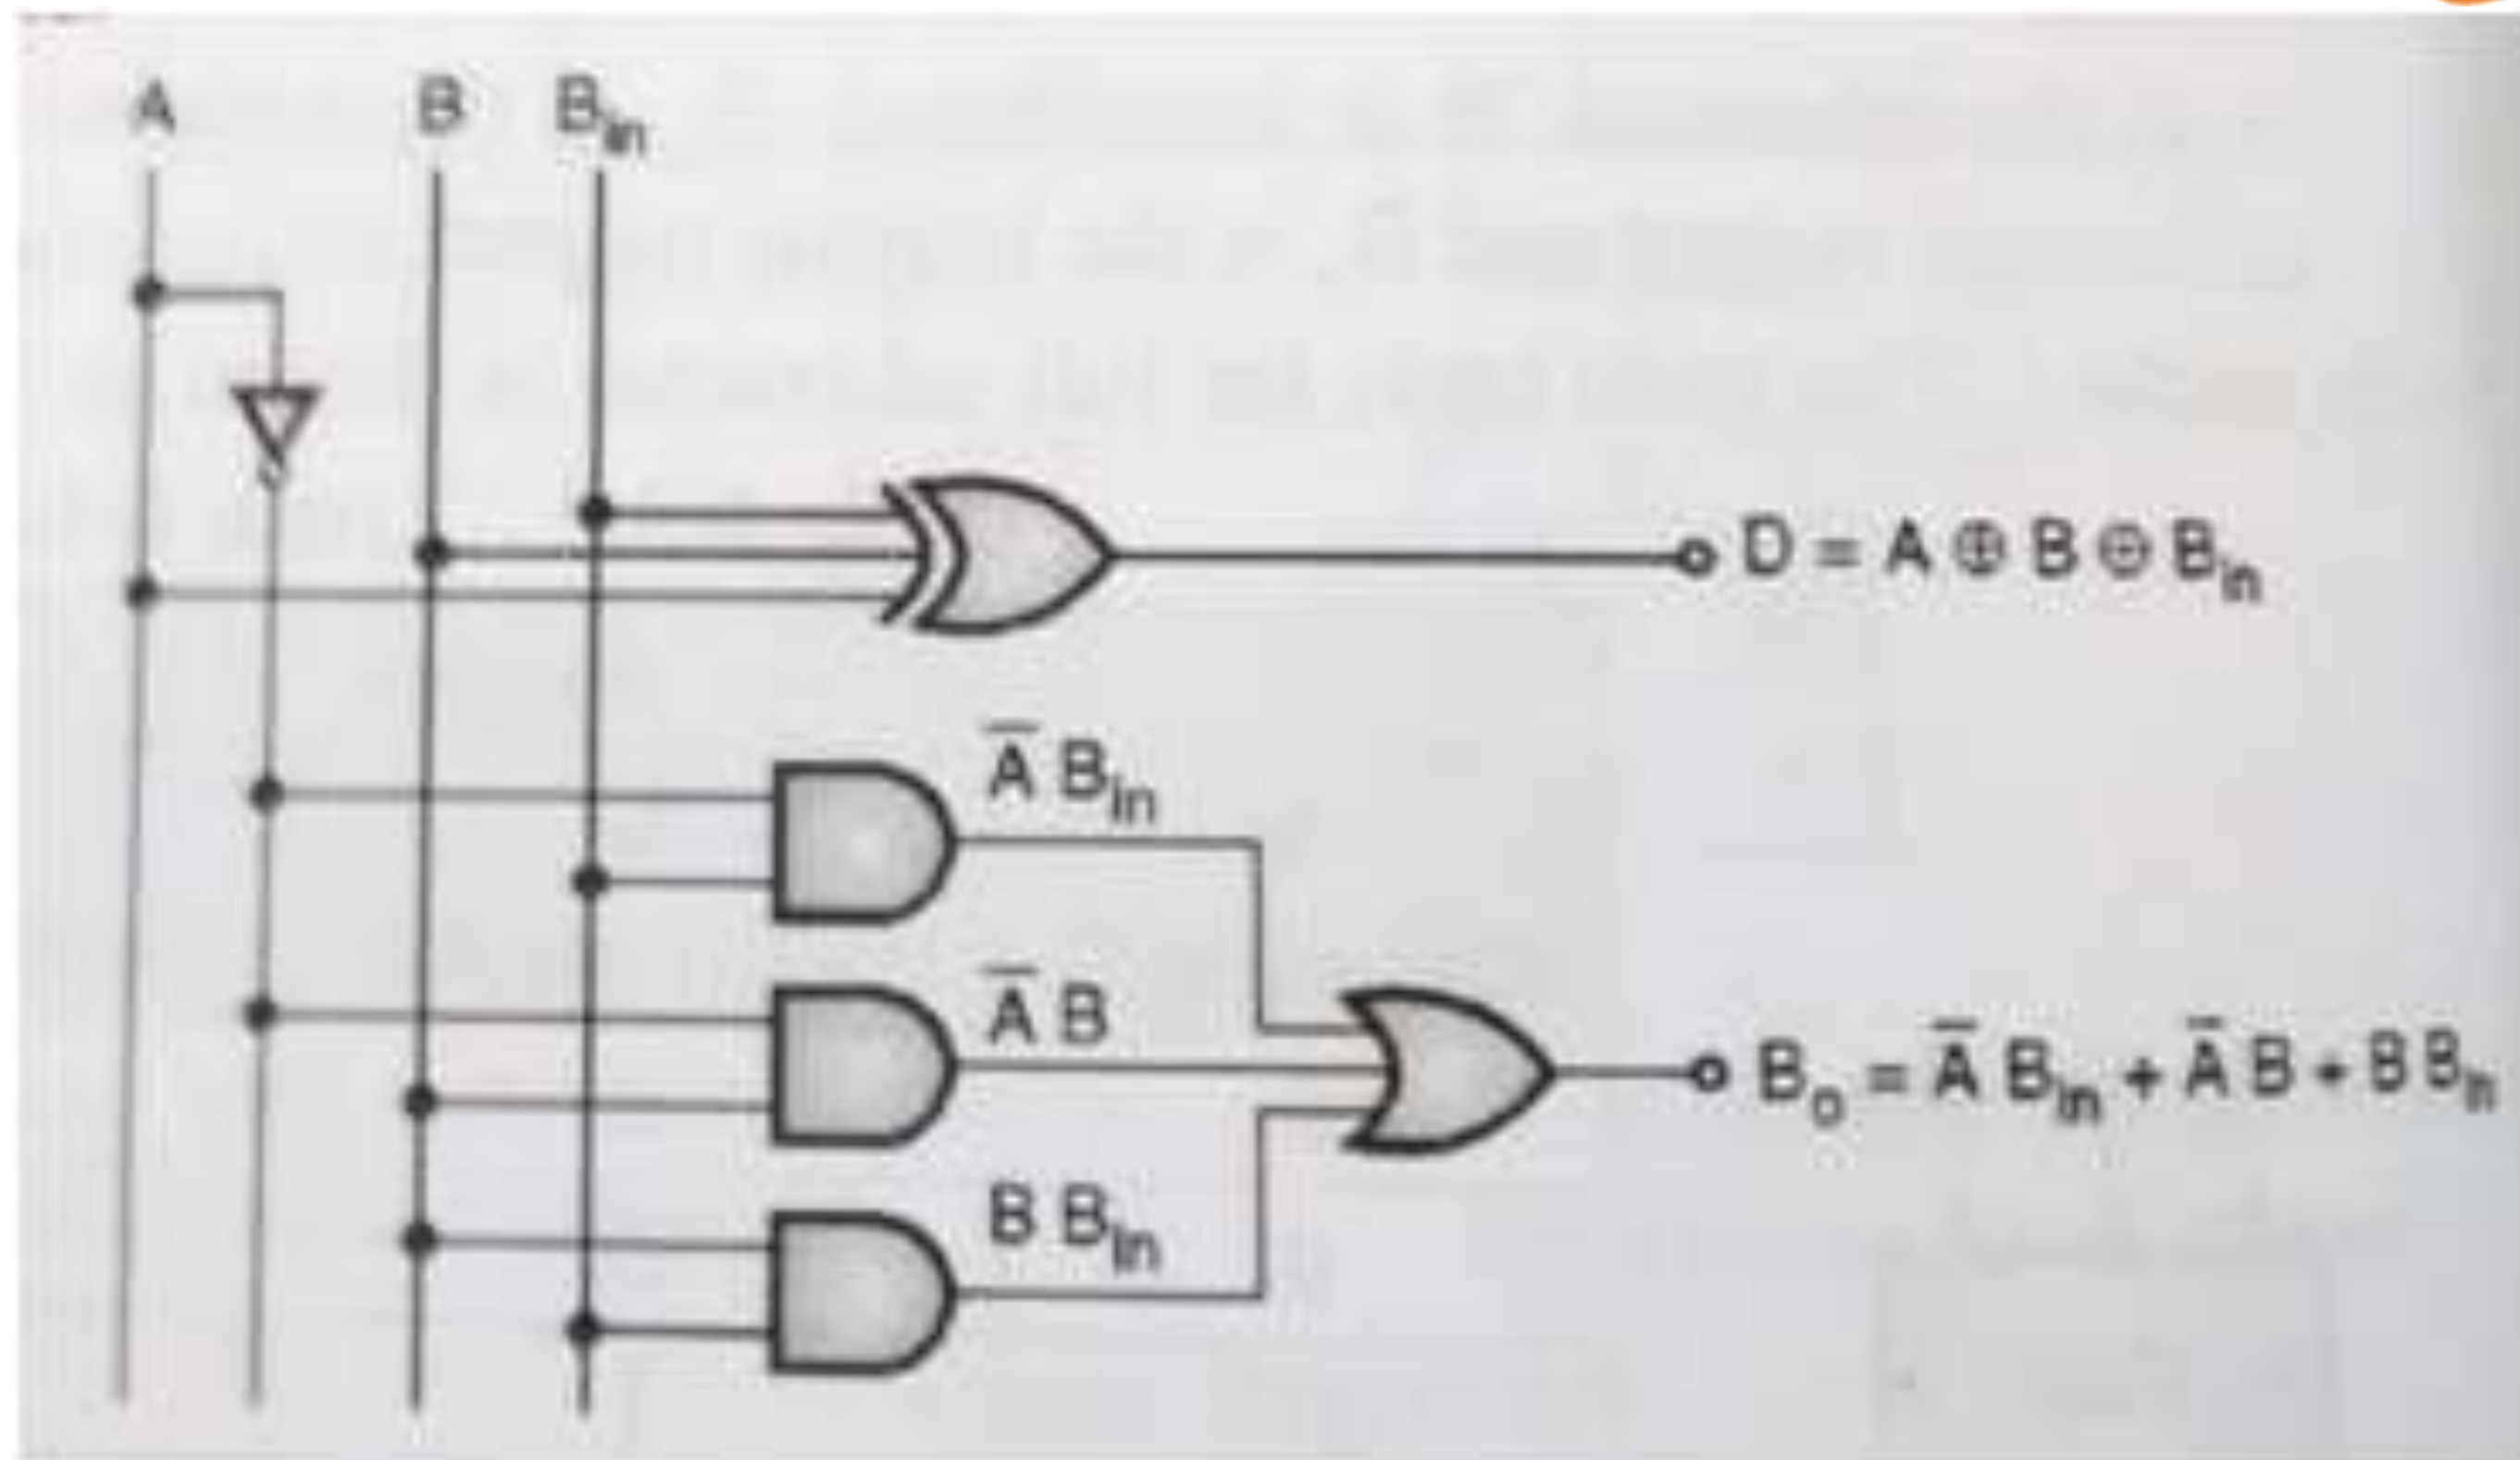 A B B_in
D = A ⊕ B ⊖ B_in
A̅ B_in
A̅ B
B_o = A̅ B_in + A̅ B + B B_in
B B_in